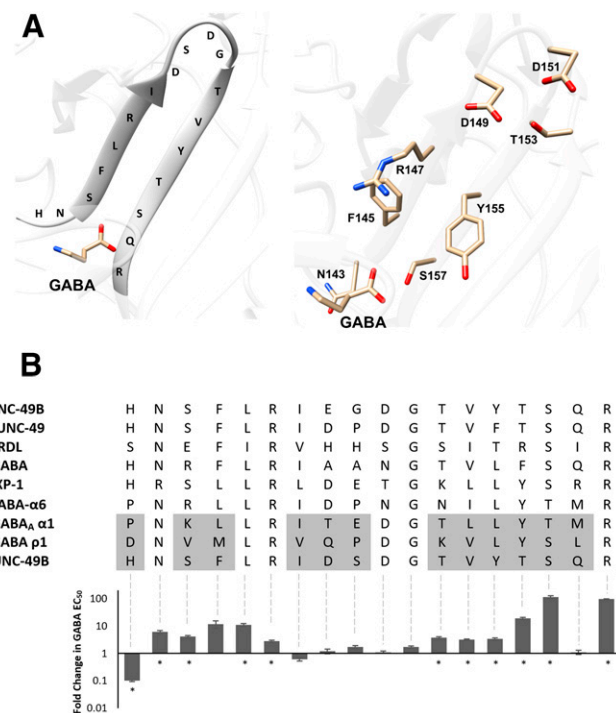 A
D
S G
D
I T
R V
L Y
F T
S S
H N Q
R
GABA
D151
D149
T153
R147
F145
Y155
N143
S157
GABA
B
NC-49B H N S F L R I E G D G T V Y T S Q R
UNC-49 H N S F L R I D P D G T V F T S Q R
RDL S N E F I R V H H S G S I T R S I R
GABA H N R F L R I A A N G T V L F S Q R
XP-1 H R S L L R L D E T G K L L Y S R R
ABA-α6 P N R L L R I D P N G N I L Y T M R
GABAA α1 P N K L L R I T E D G T L L Y T M R
GABA ρ1 D N V M L R V Q P D G K V L Y S L R
UNC-49B H N S F L R I D S D G T V Y T S Q R
Fold Change in GABA EC50
100
10
1
0.1
0.01
* * * * * * * * * * * *